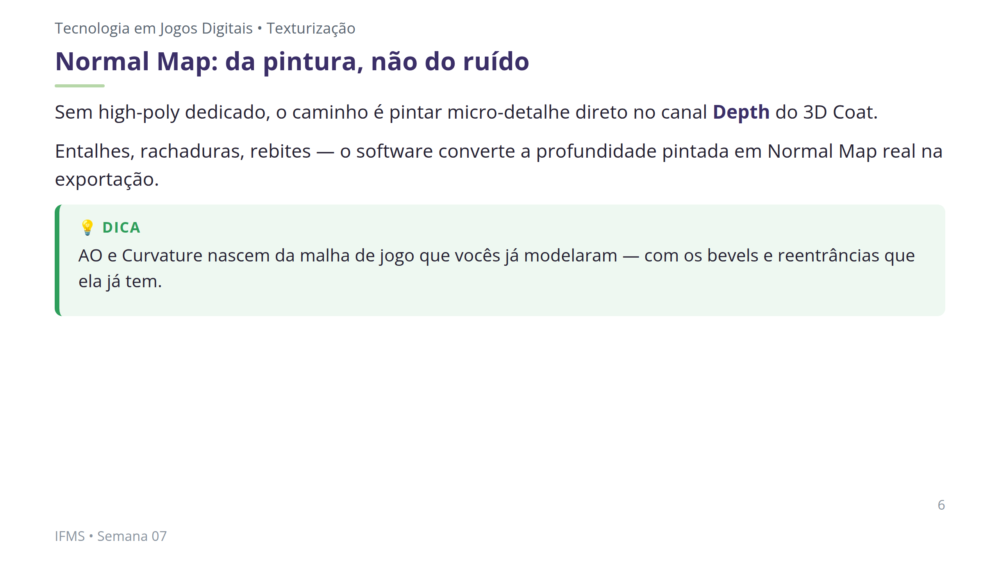 Tecnologia em Jogos Digitais • Texturização
Normal Map: da pintura, não do ruído
Sem high-poly dedicado, o caminho é pintar micro-detalhe direto no canal Depth do 3D Coat.
Entalhes, rachaduras, rebites — o software converte a profundidade pintada em Normal Map real na
exportação.
💡 DICA
AO e Curvature nascem da malha de jogo que vocês já modelaram — com os bevels e reentrâncias que
ela já tem.
6
IFMS • Semana 07